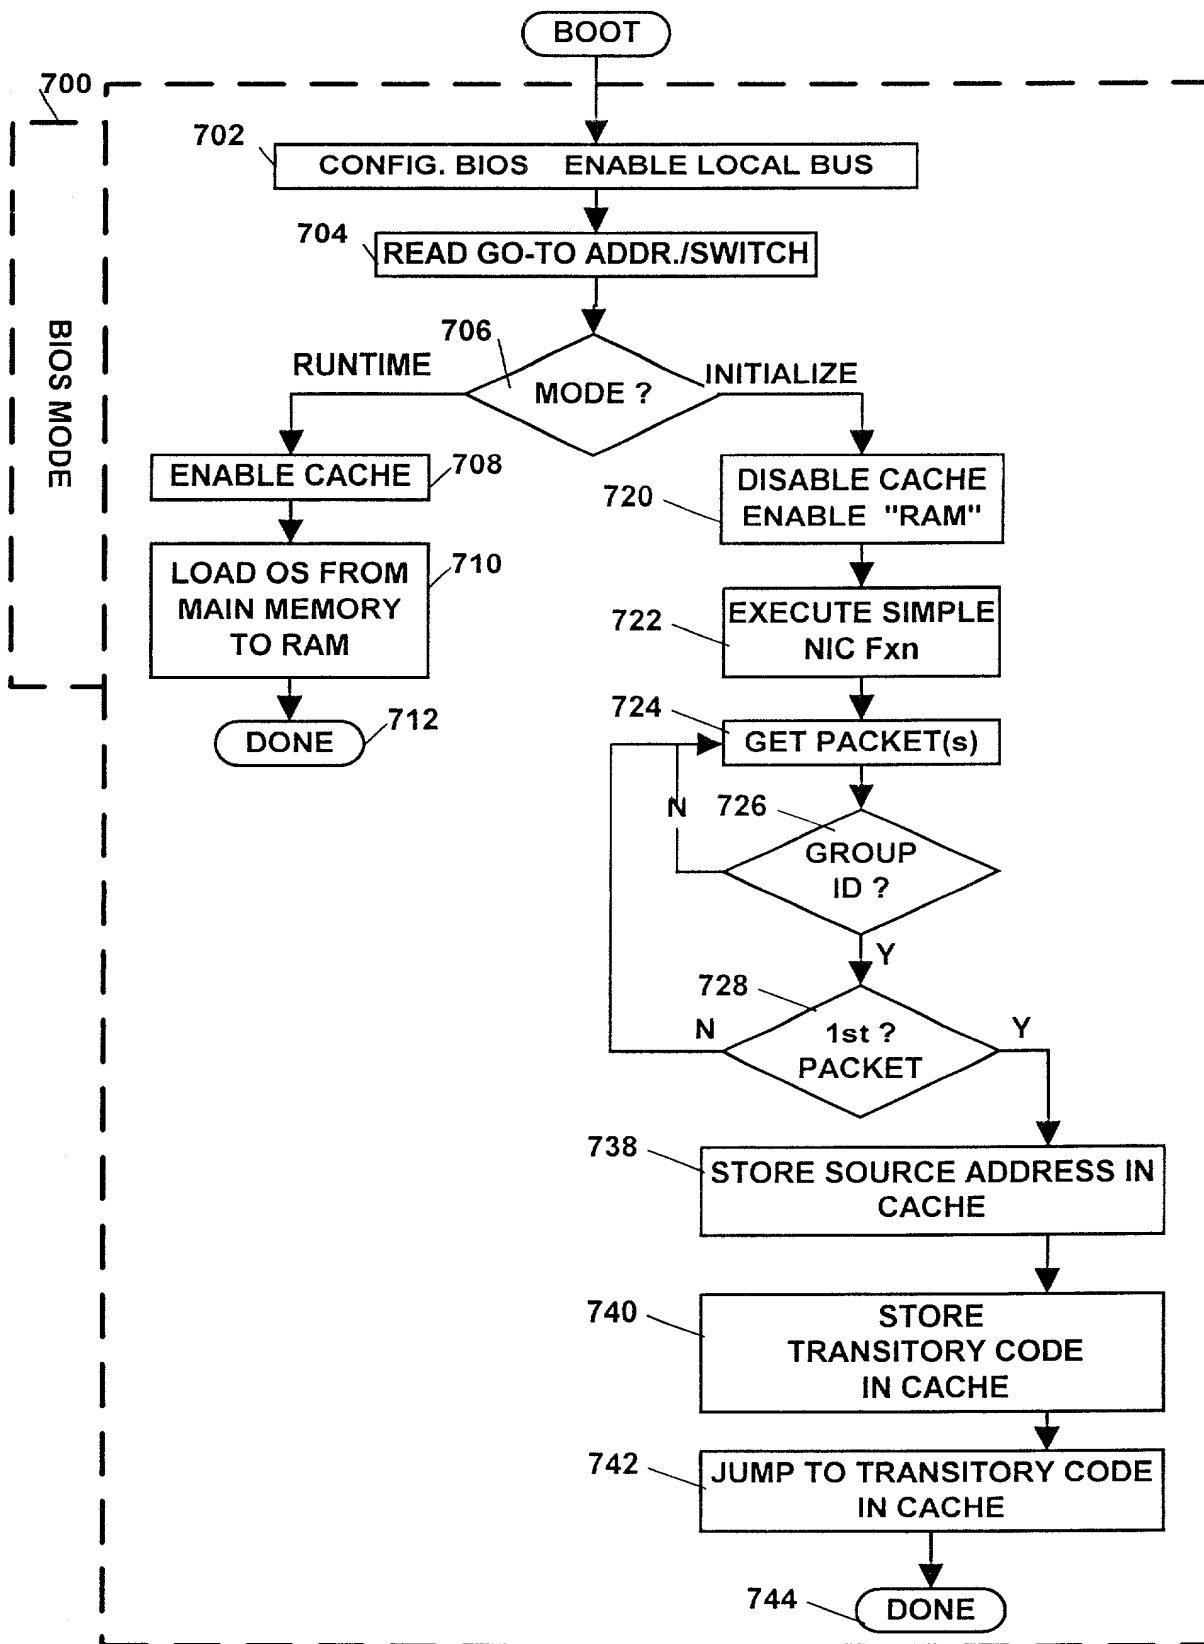 BOOT
700
702
CONFIG. BIOS ENABLE LOCAL BUS
704
READ GO-TO ADDR./SWITCH
706
RUNTIME
MODE ?
INITIALIZE
BIOS MODE
ENABLE CACHE
708
720
DISABLE CACHE
ENABLE "RAM"
LOAD OS FROM
MAIN MEMORY
TO RAM
710
722
EXECUTE SIMPLE
NIC Fxn
712
DONE
724
GET PACKET(s)
N
726
GROUP
ID ?
Y
728
N
1st ?
PACKET
Y
738
STORE SOURCE ADDRESS IN
CACHE
740
STORE
TRANSITORY CODE
IN CACHE
742
JUMP TO TRANSITORY CODE
IN CACHE
744
DONE